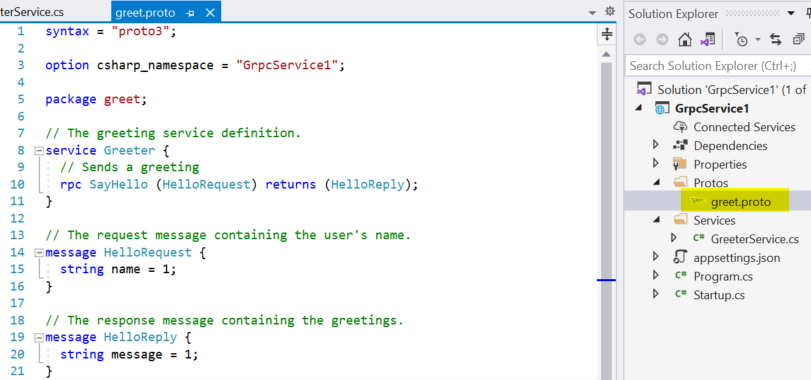 terService.cs
greet.proto
1 syntax = "proto3";
2
3 option csharp_namespace = "GrpcService1";
4
5 package greet;
6
7 // The greeting service definition.
8 service Greeter {
9 // Sends a greeting
10 rpc SayHello (HelloRequest) returns (HelloReply);
11 }
12
13 // The request message containing the user's name.
14 message HelloRequest {
15 string name = 1;
16 }
17
18 // The response message containing the greetings.
19 message HelloReply {
20 string message = 1;
21 }
Solution Explorer
Search Solution Explorer (Ctrl+;)
Solution 'GrpcService1' (1 of
GrpcService1
Connected Services
Dependencies
Properties
Protos
greet.proto
Services
C# GreeterService.cs
appsettings.json
C# Program.cs
C# Startup.cs